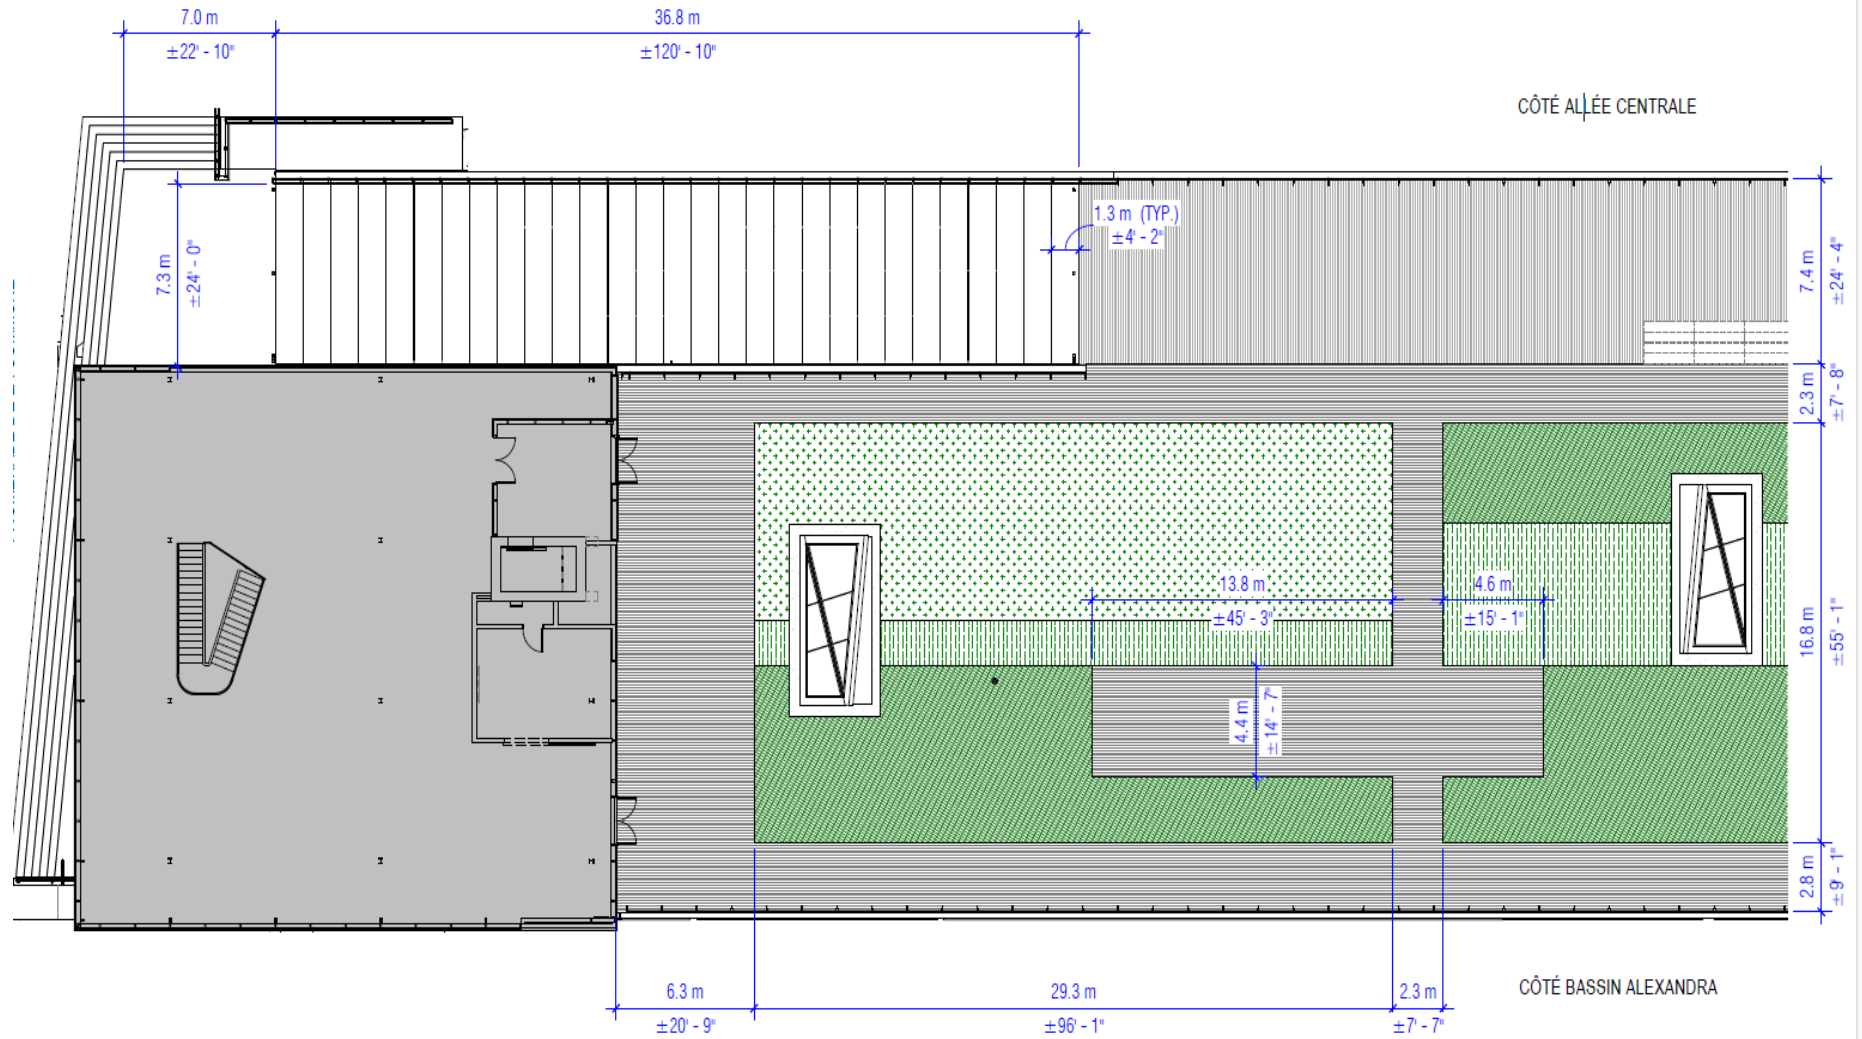 7.0 m
±22' - 10"
36.8 m
±120' - 10"
CÔTÉ ALLÉE CENTRALE
1.3 m (TYP.)
±4' - 2"
7.3 m
±24' - 0"
7.4 m
±24' - 4"
2.3 m
±7' - 8"
13.8 m
±45' - 3"
4.6 m
±15' - 1"
16.8 m
±55' - 1"
4.4 m
±14' - 7"
2.8 m
±9' - 1"
6.3 m
±20' - 9"
29.3 m
±96' - 1"
2.3 m
±7' - 7"
CÔTÉ BASSIN ALEXANDRA